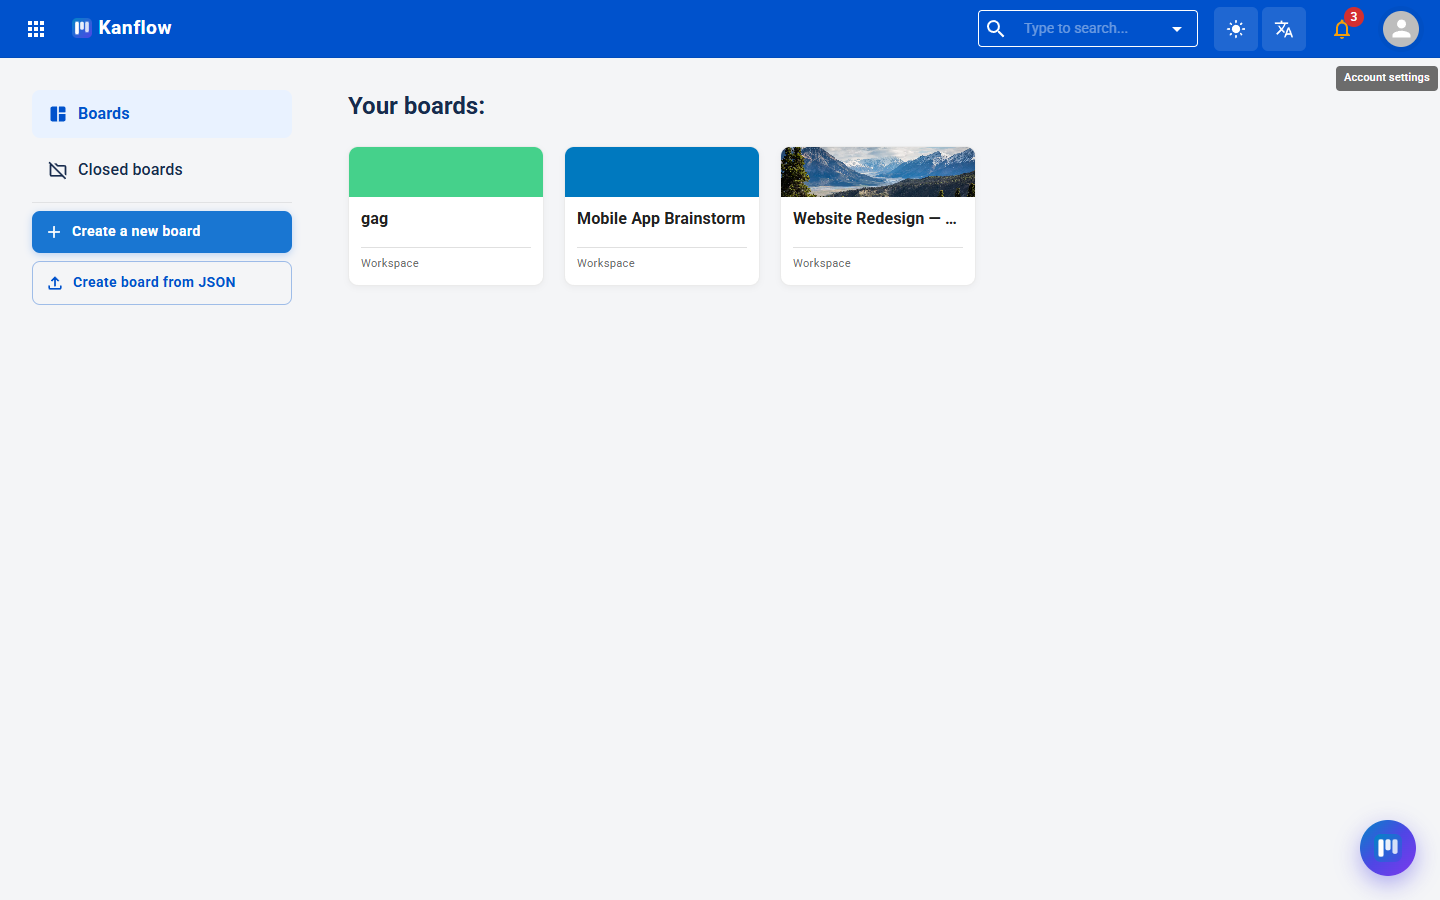 Kanflow
Type to search...
3
Account settings
Boards
Closed boards
Create a new board
Create board from JSON
Your boards:
gag
Workspace
Mobile App Brainstorm
Workspace
Website Redesign — ...
Workspace